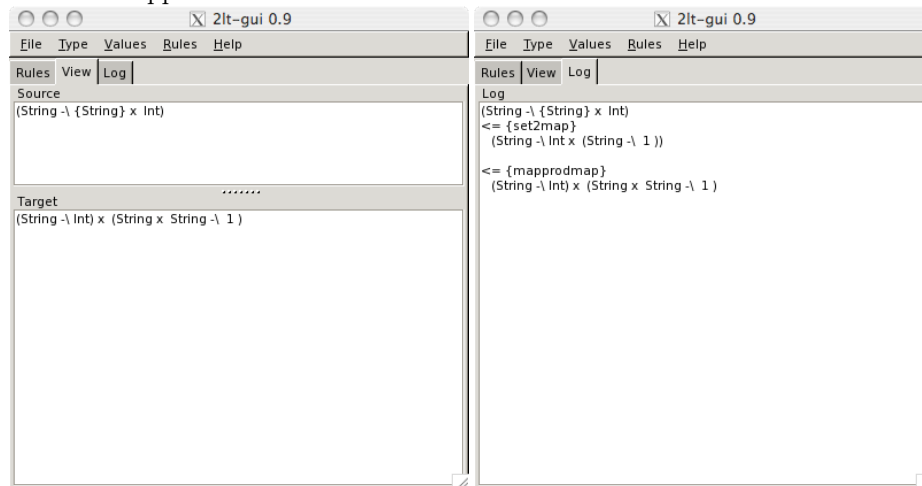 2lt-gui 0.9
File Type Values Rules Help
Rules View Log
Source
(String -\ {String} x Int)
Target
(String -\ Int) x (String x String -\ 1 )
2lt-gui 0.9
File Type Values Rules Help
Rules View Log
Log
(String -\ {String} x Int)
<= {set2map}
(String -\ Int x (String -\ 1 ))
<= {mapprodmap}
(String -\ Int) x (String x String -\ 1 )